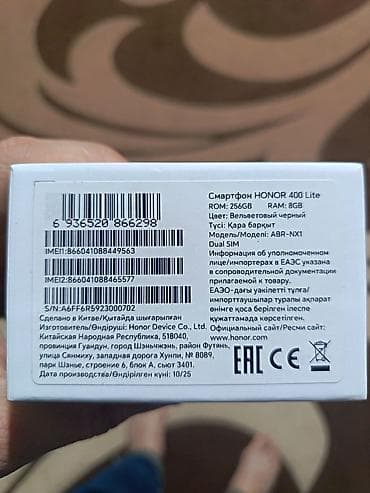 Смартфон HONOR 400 Lite
ROM: 256GB RAM: 8GB
Цвет: Вельветовый черный
Түсі: Қара барқыт
Модель/Моделі: ABR-NX1
Dual SIM
Информация об уполномоченном
лице/импортерах в ЕАЭС указана
в сопроводительной документации
прилагаемой к товару.
ЕАЭО-дағы уәкілетті тұлға/
импорттаушылар туралы ақпарат
өнімге қоса берілген ілеспе
құжаттамада көрсетілген.
Официальный сайт/Ресми сайт:
www.honor.com
6 936520 866298
IMEI1:866041088449563
IMEI2:866041088465577
S/N:A6FF6R5923000702
Сделано в Китае/Қытайда шығарылған
Изготовитель/Өндіруші: Honor Device Co., Ltd.
Китайская Народная Республика, 518040,
провинция Гуандун, город Шэньчжэнь, район Футянь,
улица Сянмиху, западная дорога Хунли, № 8089,
парк Шэнье, строение 6, блок А, сьют 3401.
Дата производства/Өндірілген күні: 10/25
EAC CE